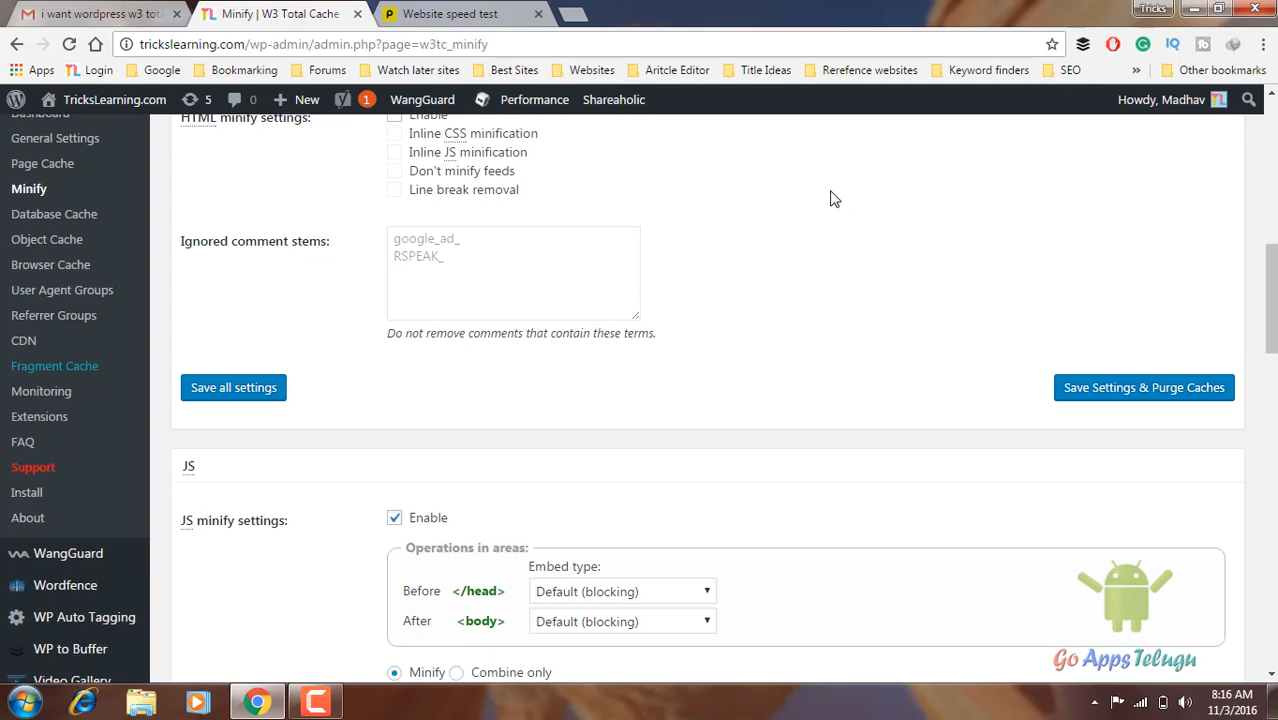 i want wordpress w3 tota
Minify | W3 Total Cache
Website speed test
Tricks
trickslearning.com/wp-admin/admin.php?page=w3tc_minify
Apps
Login
Google
Bookmarking
Forums
Watch later sites
Best Sites
Websites
Aritcle Editor
Title Ideas
Rerefence websites
Keyword finders
SEO
»
Other bookmarks
TricksLearning.com
5
0
New
1
WangGuard
Performance
Shareaholic
Howdy, Madhav
Dashboard
General Settings
Page Cache
Minify
Database Cache
Object Cache
Browser Cache
User Agent Groups
Referrer Groups
CDN
Fragment Cache
Monitoring
Extensions
FAQ
Support
Install
About
WangGuard
Wordfence
WP Auto Tagging
WP to Buffer
Video Gallery
HTML minify settings:
Enable
Inline CSS minification
Inline JS minification
Don't minify feeds
Line break removal
Ignored comment stems:
google_ad_
RSPEAK_
Do not remove comments that contain these terms.
Save all settings
Save Settings & Purge Caches
JS
JS minify settings:
Enable
Operations in areas:
Embed type:
Before </head> Default (blocking)
After <body> Default (blocking)
Minify
Combine only
Go Apps Telugu
8:16 AM
11/3/2016